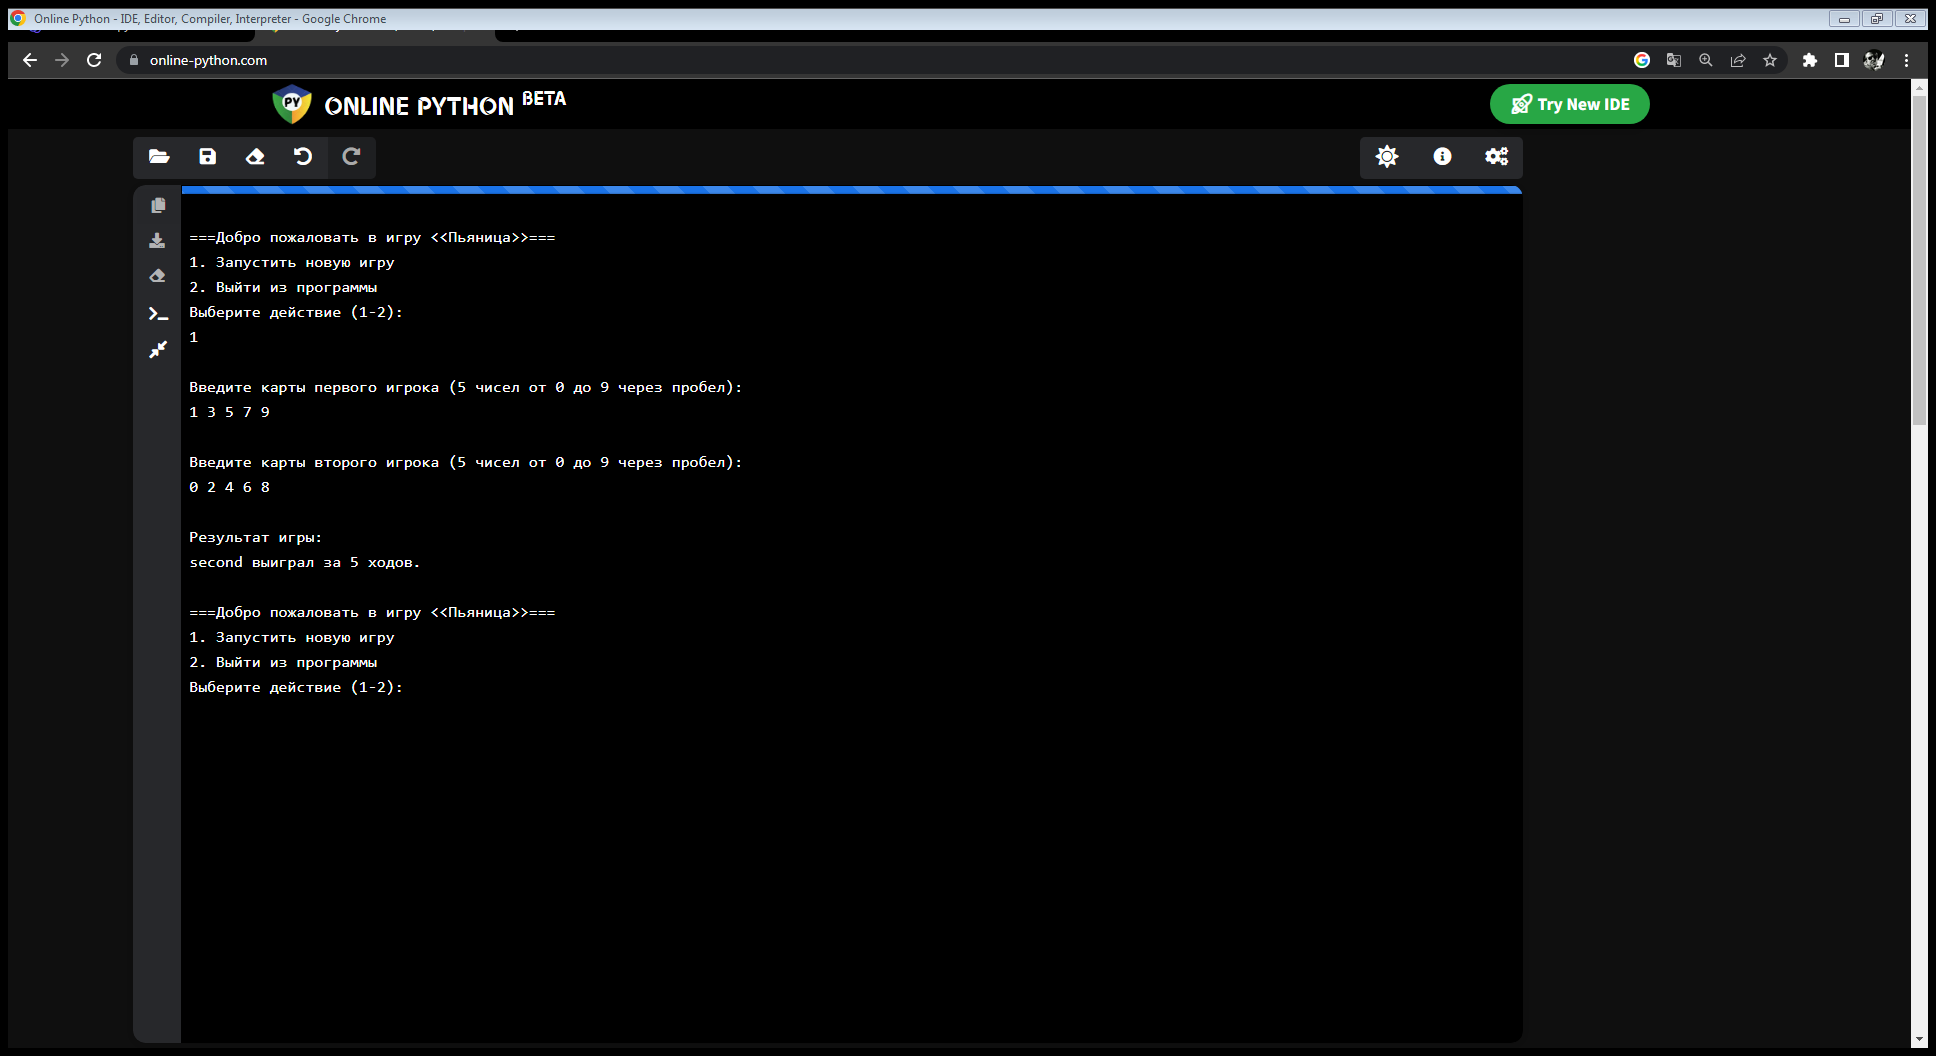 Online Python - IDE, Editor, Compiler, Interpreter - Google Chrome
online-python.com
PY
ONLINE PYTHON BETA
Try New IDE
===Добро пожаловать в игру <<Пьяница>>===
1. Запустить новую игру
2. Выйти из программы
Выберите действие (1-2):
1
Введите карты первого игрока (5 чисел от 0 до 9 через пробел):
1 3 5 7 9
Введите карты второго игрока (5 чисел от 0 до 9 через пробел):
0 2 4 6 8
Результат игры:
second выиграл за 5 ходов.
===Добро пожаловать в игру <<Пьяница>>===
1. Запустить новую игру
2. Выйти из программы
Выберите действие (1-2):